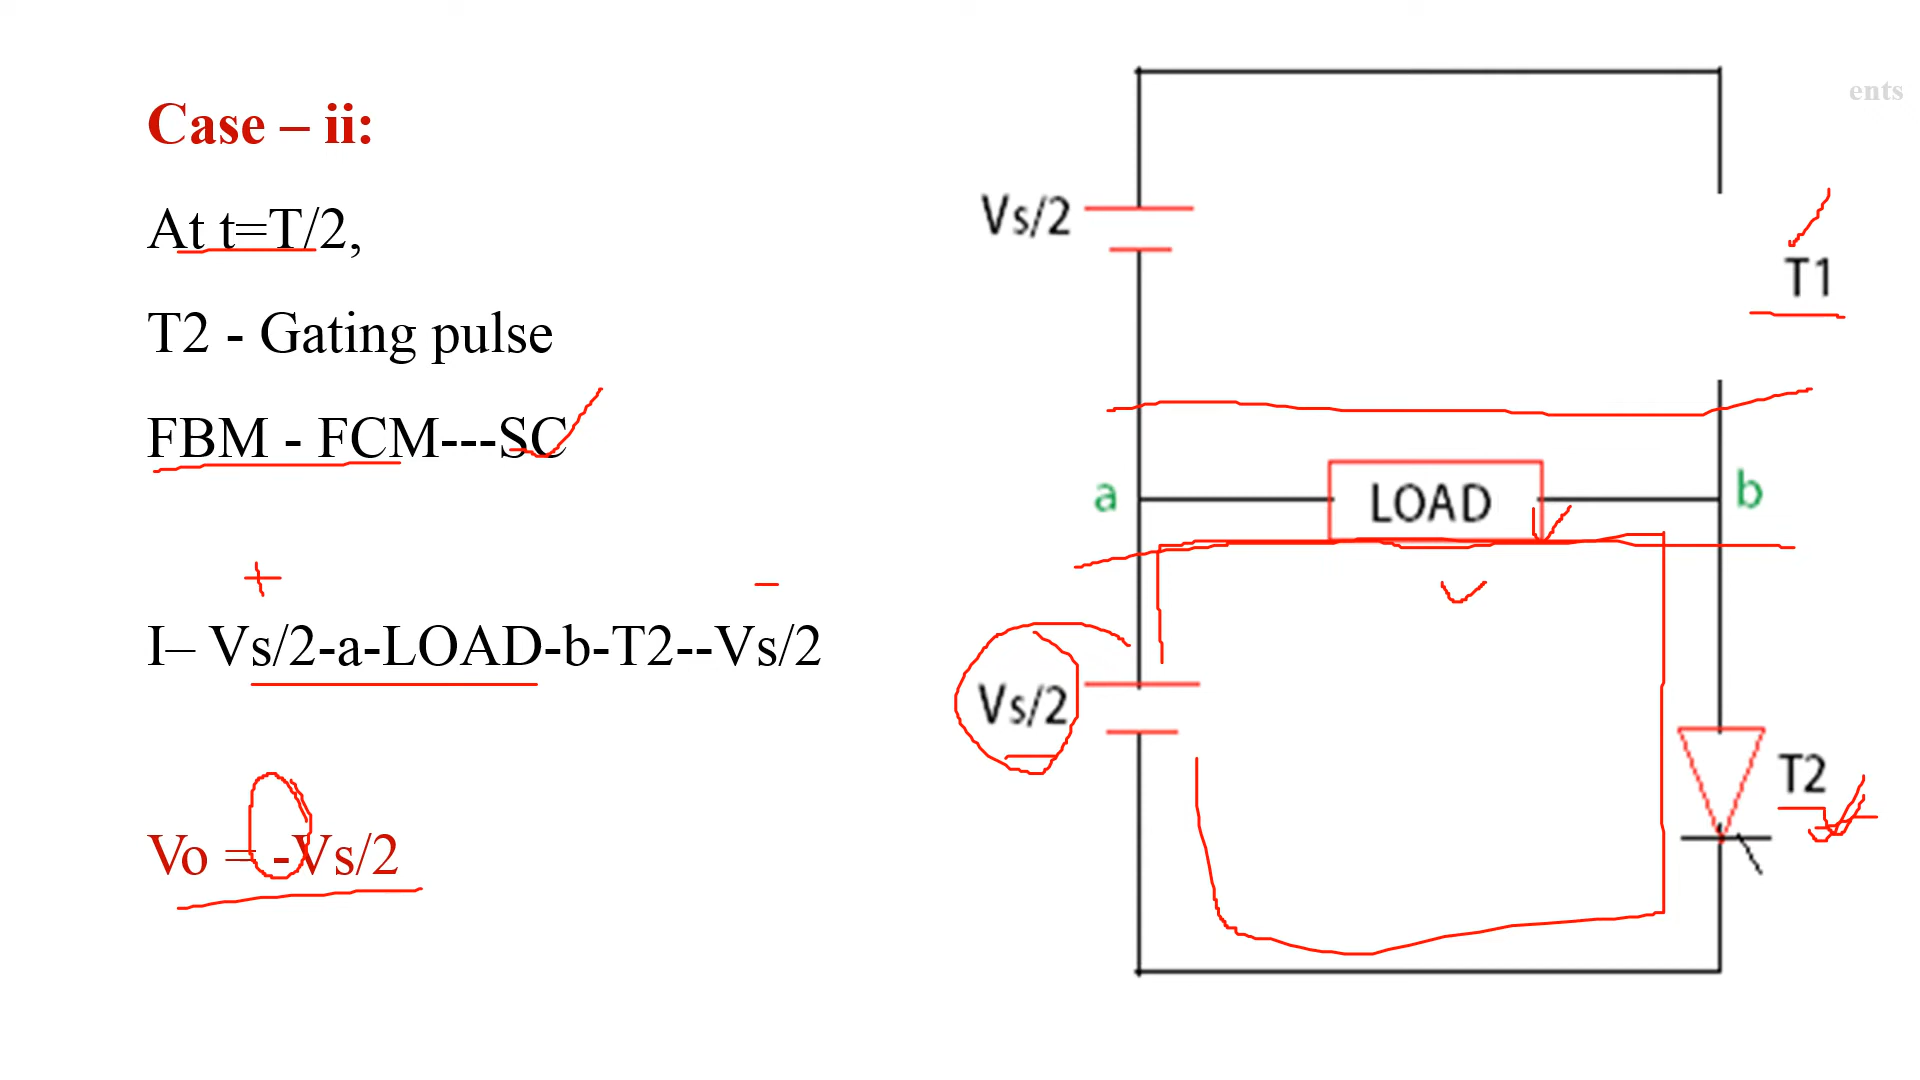 Case – ii:
At t=T/2,
T2 - Gating pulse
FBM - FCM---SC
+ –
I– Vs/2-a-LOAD-b-T2--Vs/2
Vo = -Vs/2
ents
Vs/2
T1
a
LOAD
b
Vs/2
T2